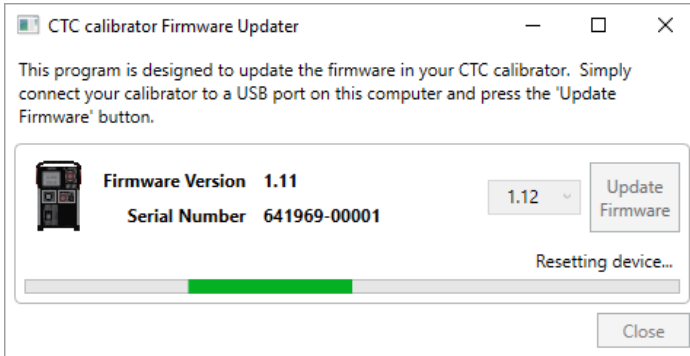 CTC calibrator Firmware Updater
This program is designed to update the firmware in your CTC calibrator.  Simply
connect your calibrator to a USB port on this computer and press the 'Update
Firmware' button.
Firmware Version 1.11
Serial Number 641969-00001
1.12
Update
Firmware
Resetting device...
Close